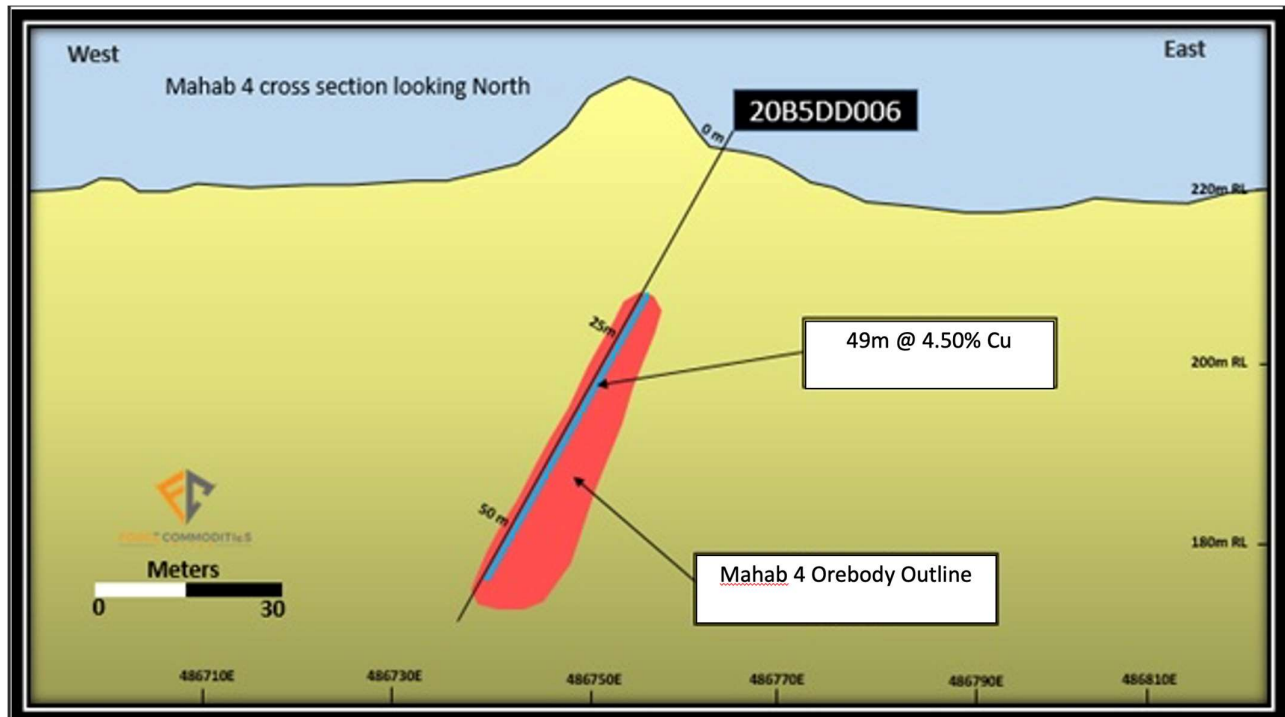 West
East
Mahab 4 cross section looking North
20B5DD006
0 m
220m RL
25m
49m @ 4.50% Cu
200m RL
50 m
180m RL
COMMODITIES
Mahab 4 Orebody Outline
Meters
0 30
486710E 486730E 486750E 486770E 486790E 486810E